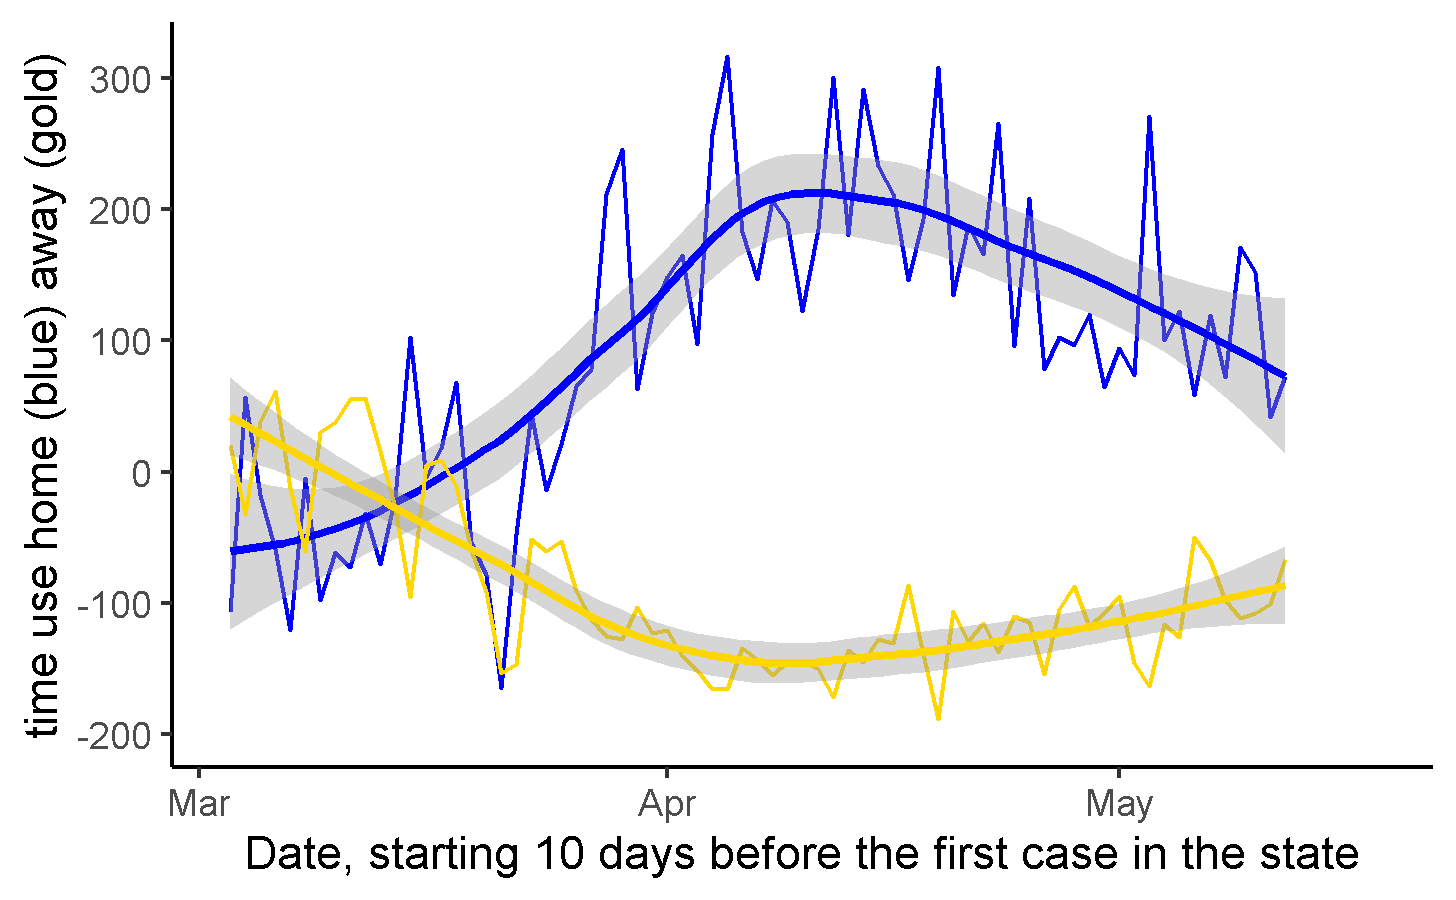 time use home (blue) away (gold)
300
200
100
0
-100
-200
Mar
Apr
May
Date, starting 10 days before the first case in the state